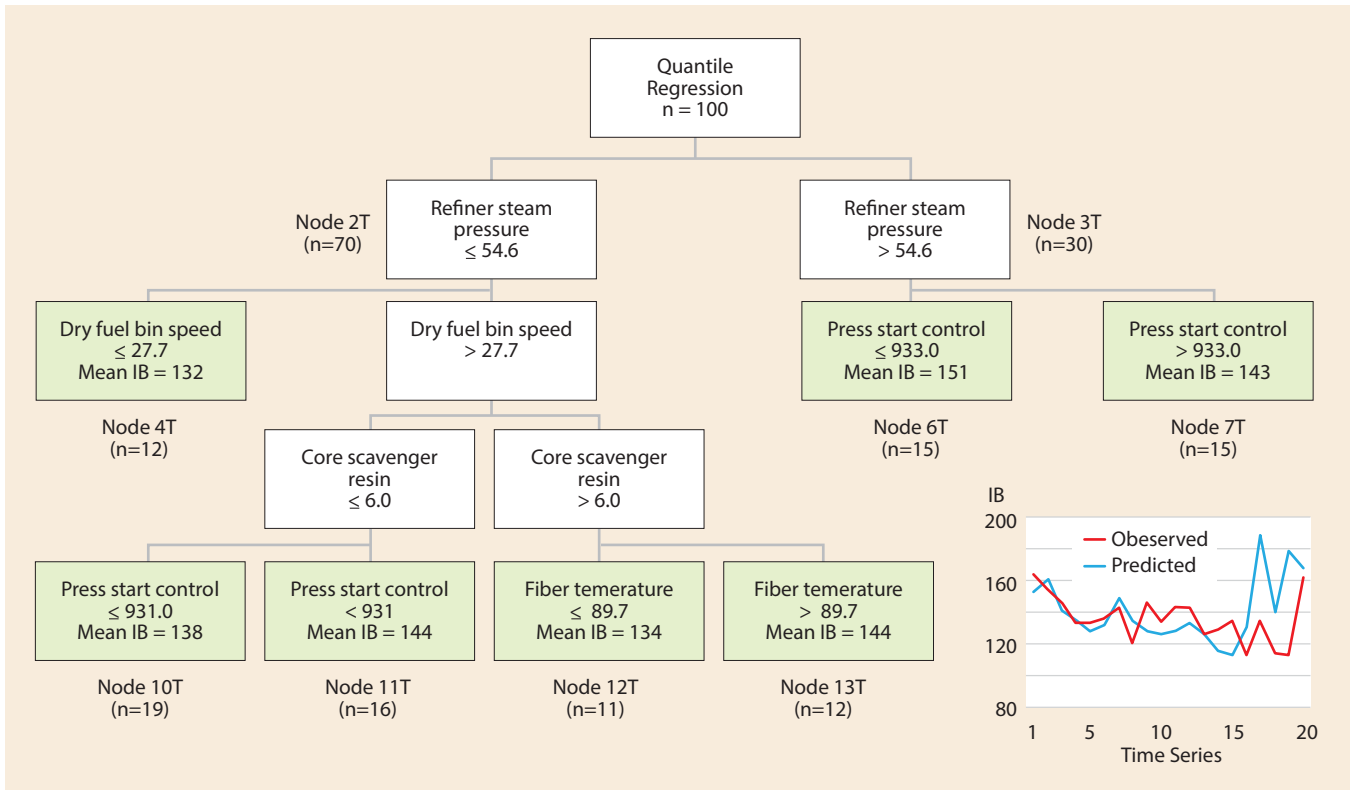 Quantile
Regression
n = 100
Node 2T
(n=70)
Refiner steam
pressure
≤ 54.6
Refiner steam
pressure
> 54.6
Node 3T
(n=30)
Dry fuel bin speed
≤ 27.7
Mean IB = 132
Dry fuel bin speed
> 27.7
Press start control
≤ 933.0
Mean IB = 151
Press start control
> 933.0
Mean IB = 143
Node 4T
(n=12)
Node 6T
(n=15)
Node 7T
(n=15)
Core scavenger
resin
≤ 6.0
Core scavenger
resin
> 6.0
Press start control
≤ 931.0
Mean IB = 138
Press start control
< 931
Mean IB = 144
Fiber temerature
≤ 89.7
Mean IB = 134
Fiber temerature
> 89.7
Mean IB = 144
Node 10T
(n=19)
Node 11T
(n=16)
Node 12T
(n=11)
Node 13T
(n=12)
IB
200
160
120
80
Obeserved
Predicted
1 5 10 15 20
Time Series